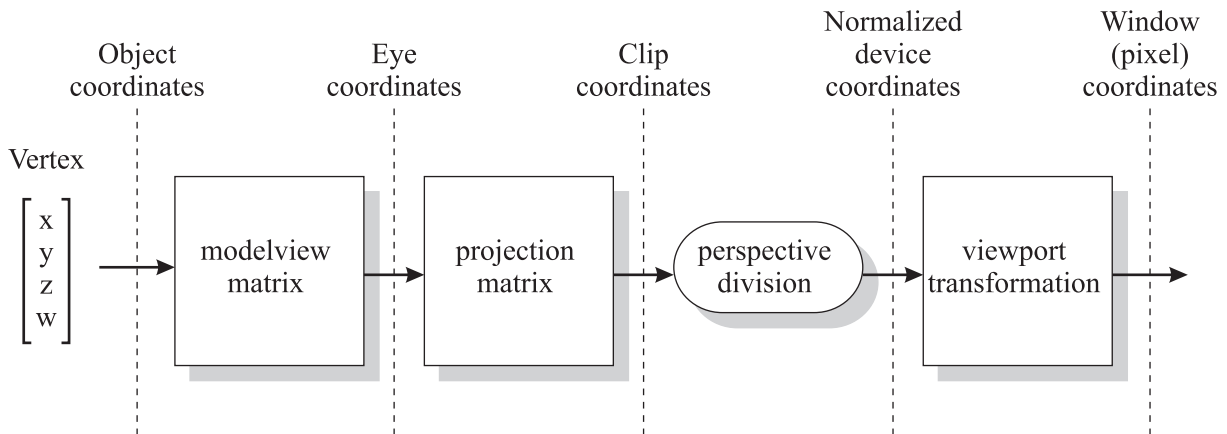 Object
coordinates
Eye
coordinates
Clip
coordinates
Normalized
device
coordinates
Window
(pixel)
coordinates
Vertex
x
y
z
w
modelview
matrix
projection
matrix
perspective
division
viewport
transformation